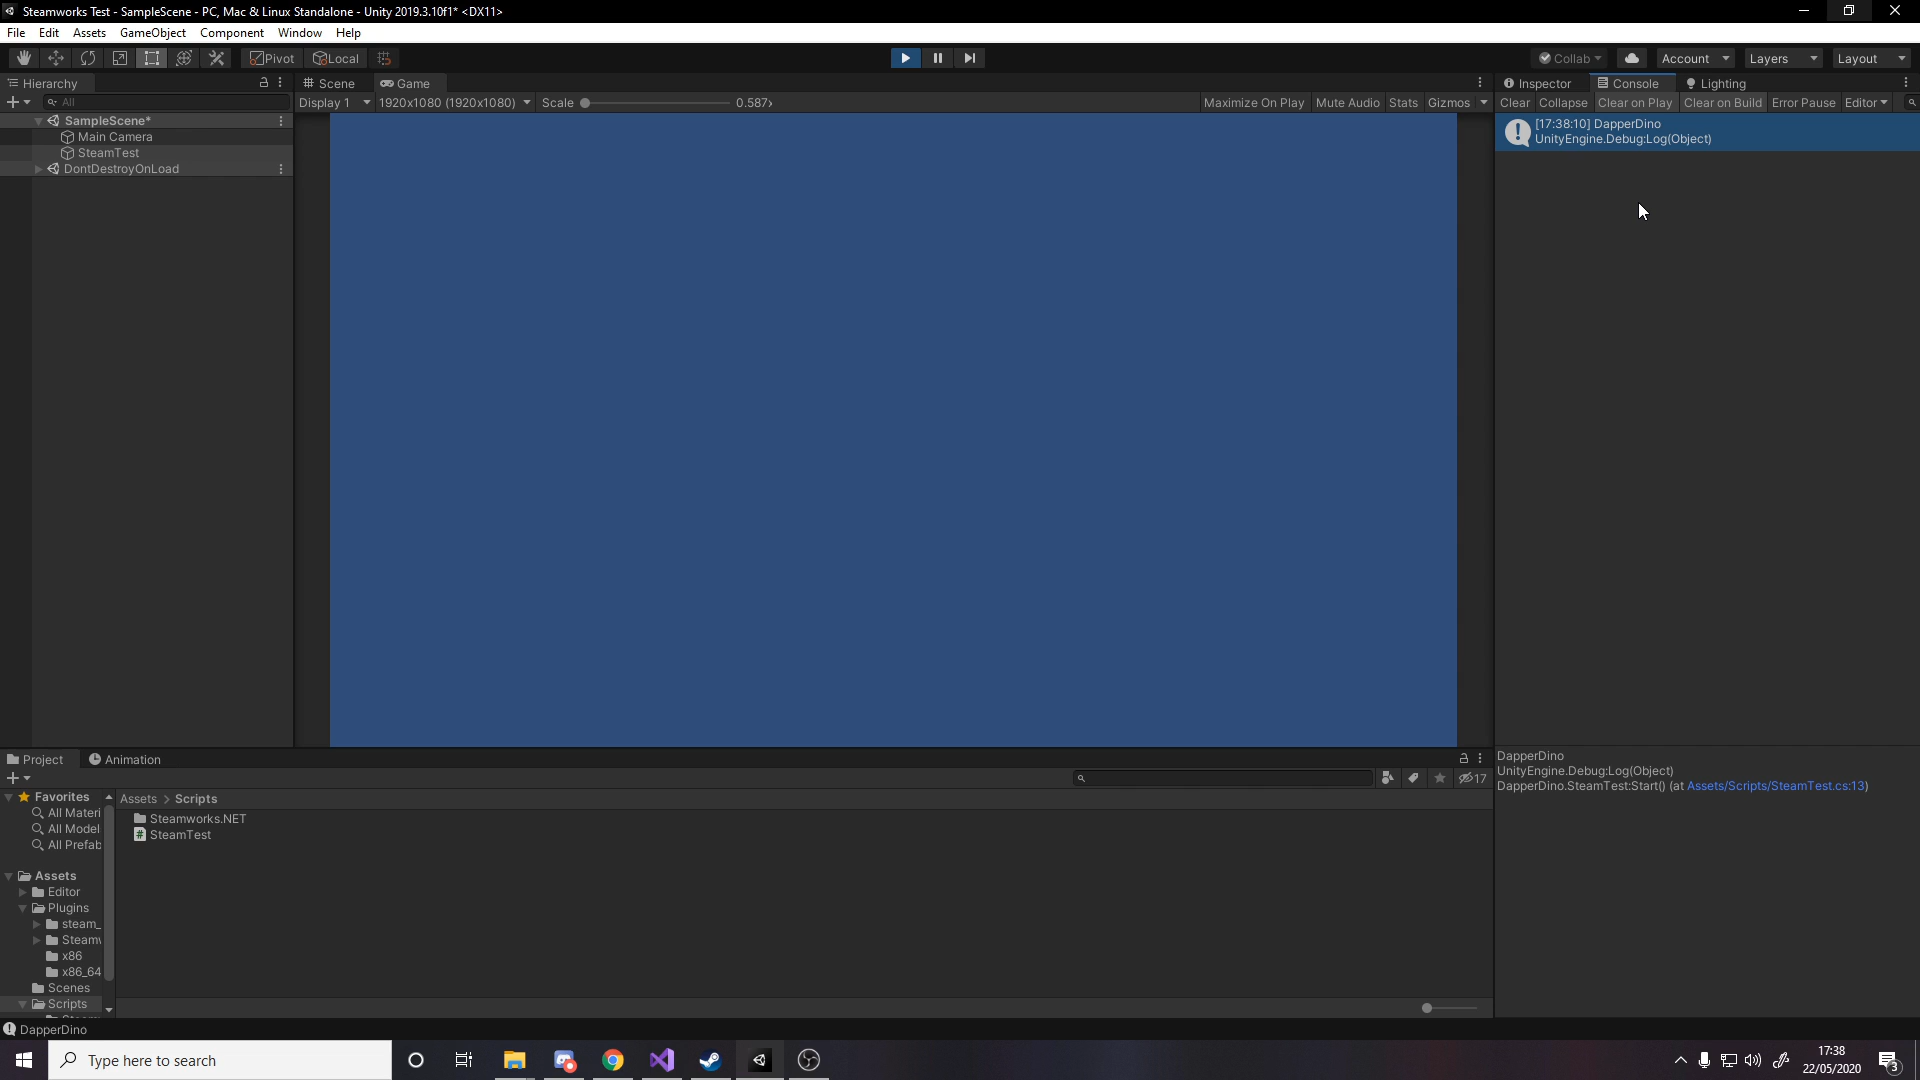 Steamworks Test - SampleScene - PC, Mac & Linux Standalone - Unity 2019.3.10f1* <DX11>
File Edit Assets GameObject Component Window Help
Pivot Local Collab Account Layers Layout
Hierarchy
All
SampleScene*
Main Camera
SteamTest
DontDestroyOnLoad
Scene Game
Display 1 1920x1080 (1920x1080) Scale 0.587x Maximize On Play Mute Audio Stats Gizmos
Inspector Console Lighting
Clear Collapse Clear on Play Clear on Build Error Pause Editor
[17:38:10] DapperDino
UnityEngine.Debug:Log(Object)
DapperDino
UnityEngine.Debug:Log(Object)
DapperDino.SteamTest:Start() (at Assets/Scripts/SteamTest.cs:13)
Project Animation
17
Favorites
All Materi
All Model
All Prefab
Assets
Editor
Plugins
steam_
Steamw
x86
x86_64
Scenes
Scripts
Assets > Scripts
Steamworks.NET
SteamTest
DapperDino
Type here to search
17:38
22/05/2020
3